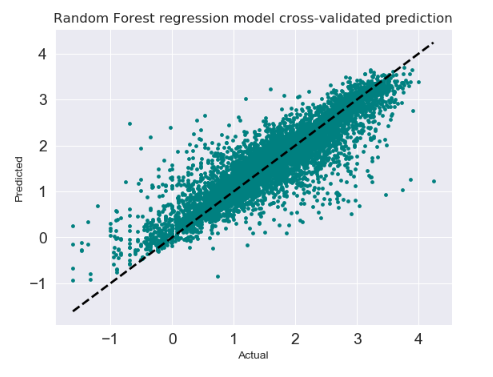 Random Forest regression model cross-validated prediction
4
3
2
1
0
−1
Predicted
−1 0 1 2 3 4
Actual